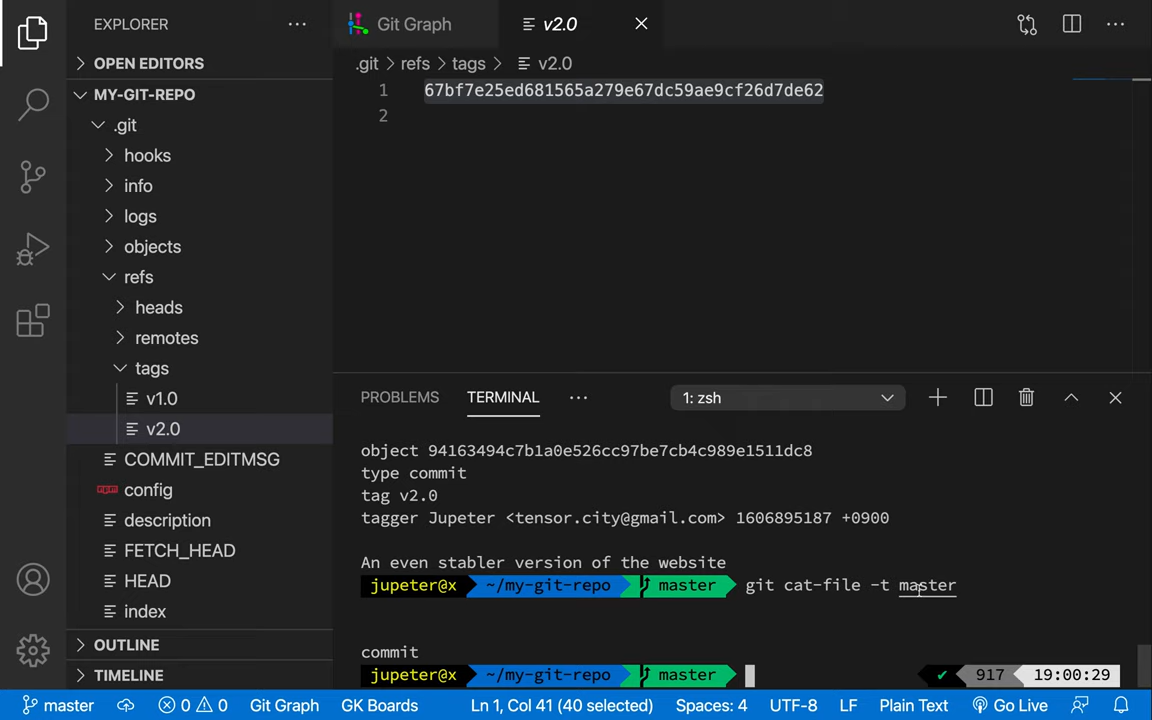 EXPLORER
OPEN EDITORS
MY-GIT-REPO
.git
hooks
info
logs
objects
refs
heads
remotes
tags
v1.0
v2.0
COMMIT_EDITMSG
config
description
FETCH_HEAD
HEAD
index
OUTLINE
TIMELINE
Git Graph
v2.0
.git > refs > tags > v2.0
1 67bf7e25ed681565a279e67dc59ae9cf26d7de62
2
PROBLEMS TERMINAL 1: zsh
object 94163494c7b1a0e526cc97be7cb4c989e1511dc8
type commit
tag v2.0
tagger Jupeter <tensor.city@gmail.com> 1606895187 +0900
An even stabler version of the website
jupeter@x ~/my-git-repo master git cat-file -t master
commit
jupeter@x ~/my-git-repo master ✔ 917 19:00:29
master 0 0 Git Graph GK Boards Ln 1, Col 41 (40 selected) Spaces: 4 UTF-8 LF Plain Text Go Live